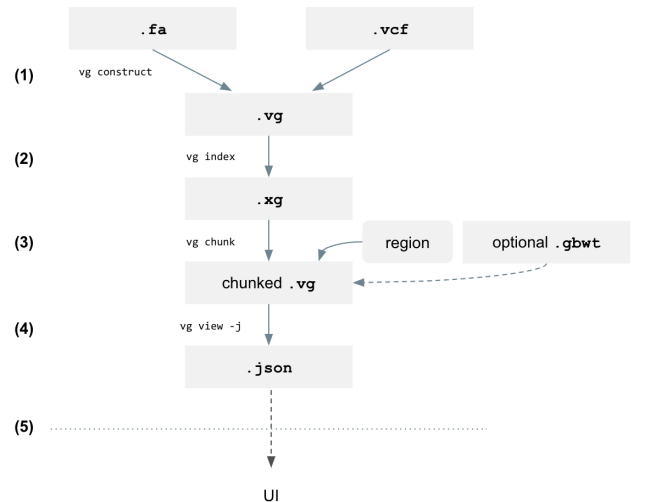 .fa
.vcf
(1)
vg construct
.vg
(2)
vg index
.xg
(3)
vg chunk
region
optional .gbwt
chunked .vg
(4)
vg view -j
.json
(5)
UI